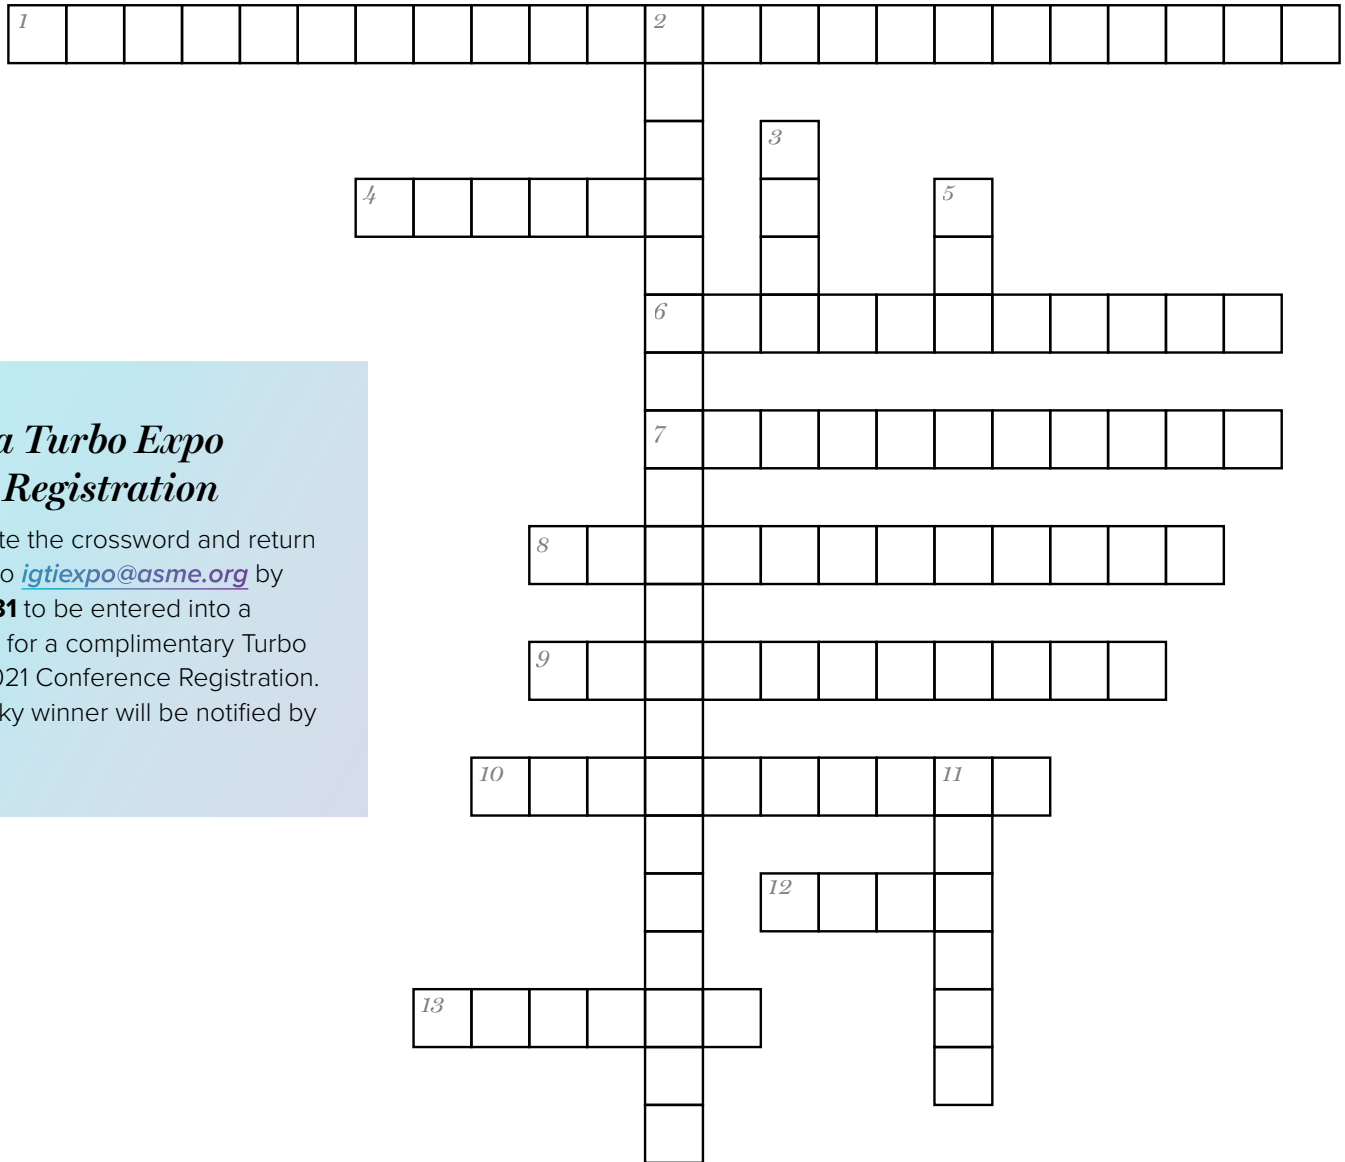 1 2
3
4 5
6
7
a Turbo Expo
Registration
te the crossword and return
8
o igtiexpo@asme.org by
31 to be entered into a
for a complimentary Turbo
021 Conference Registration.
9
ky winner will be notified by
10 11
12
13